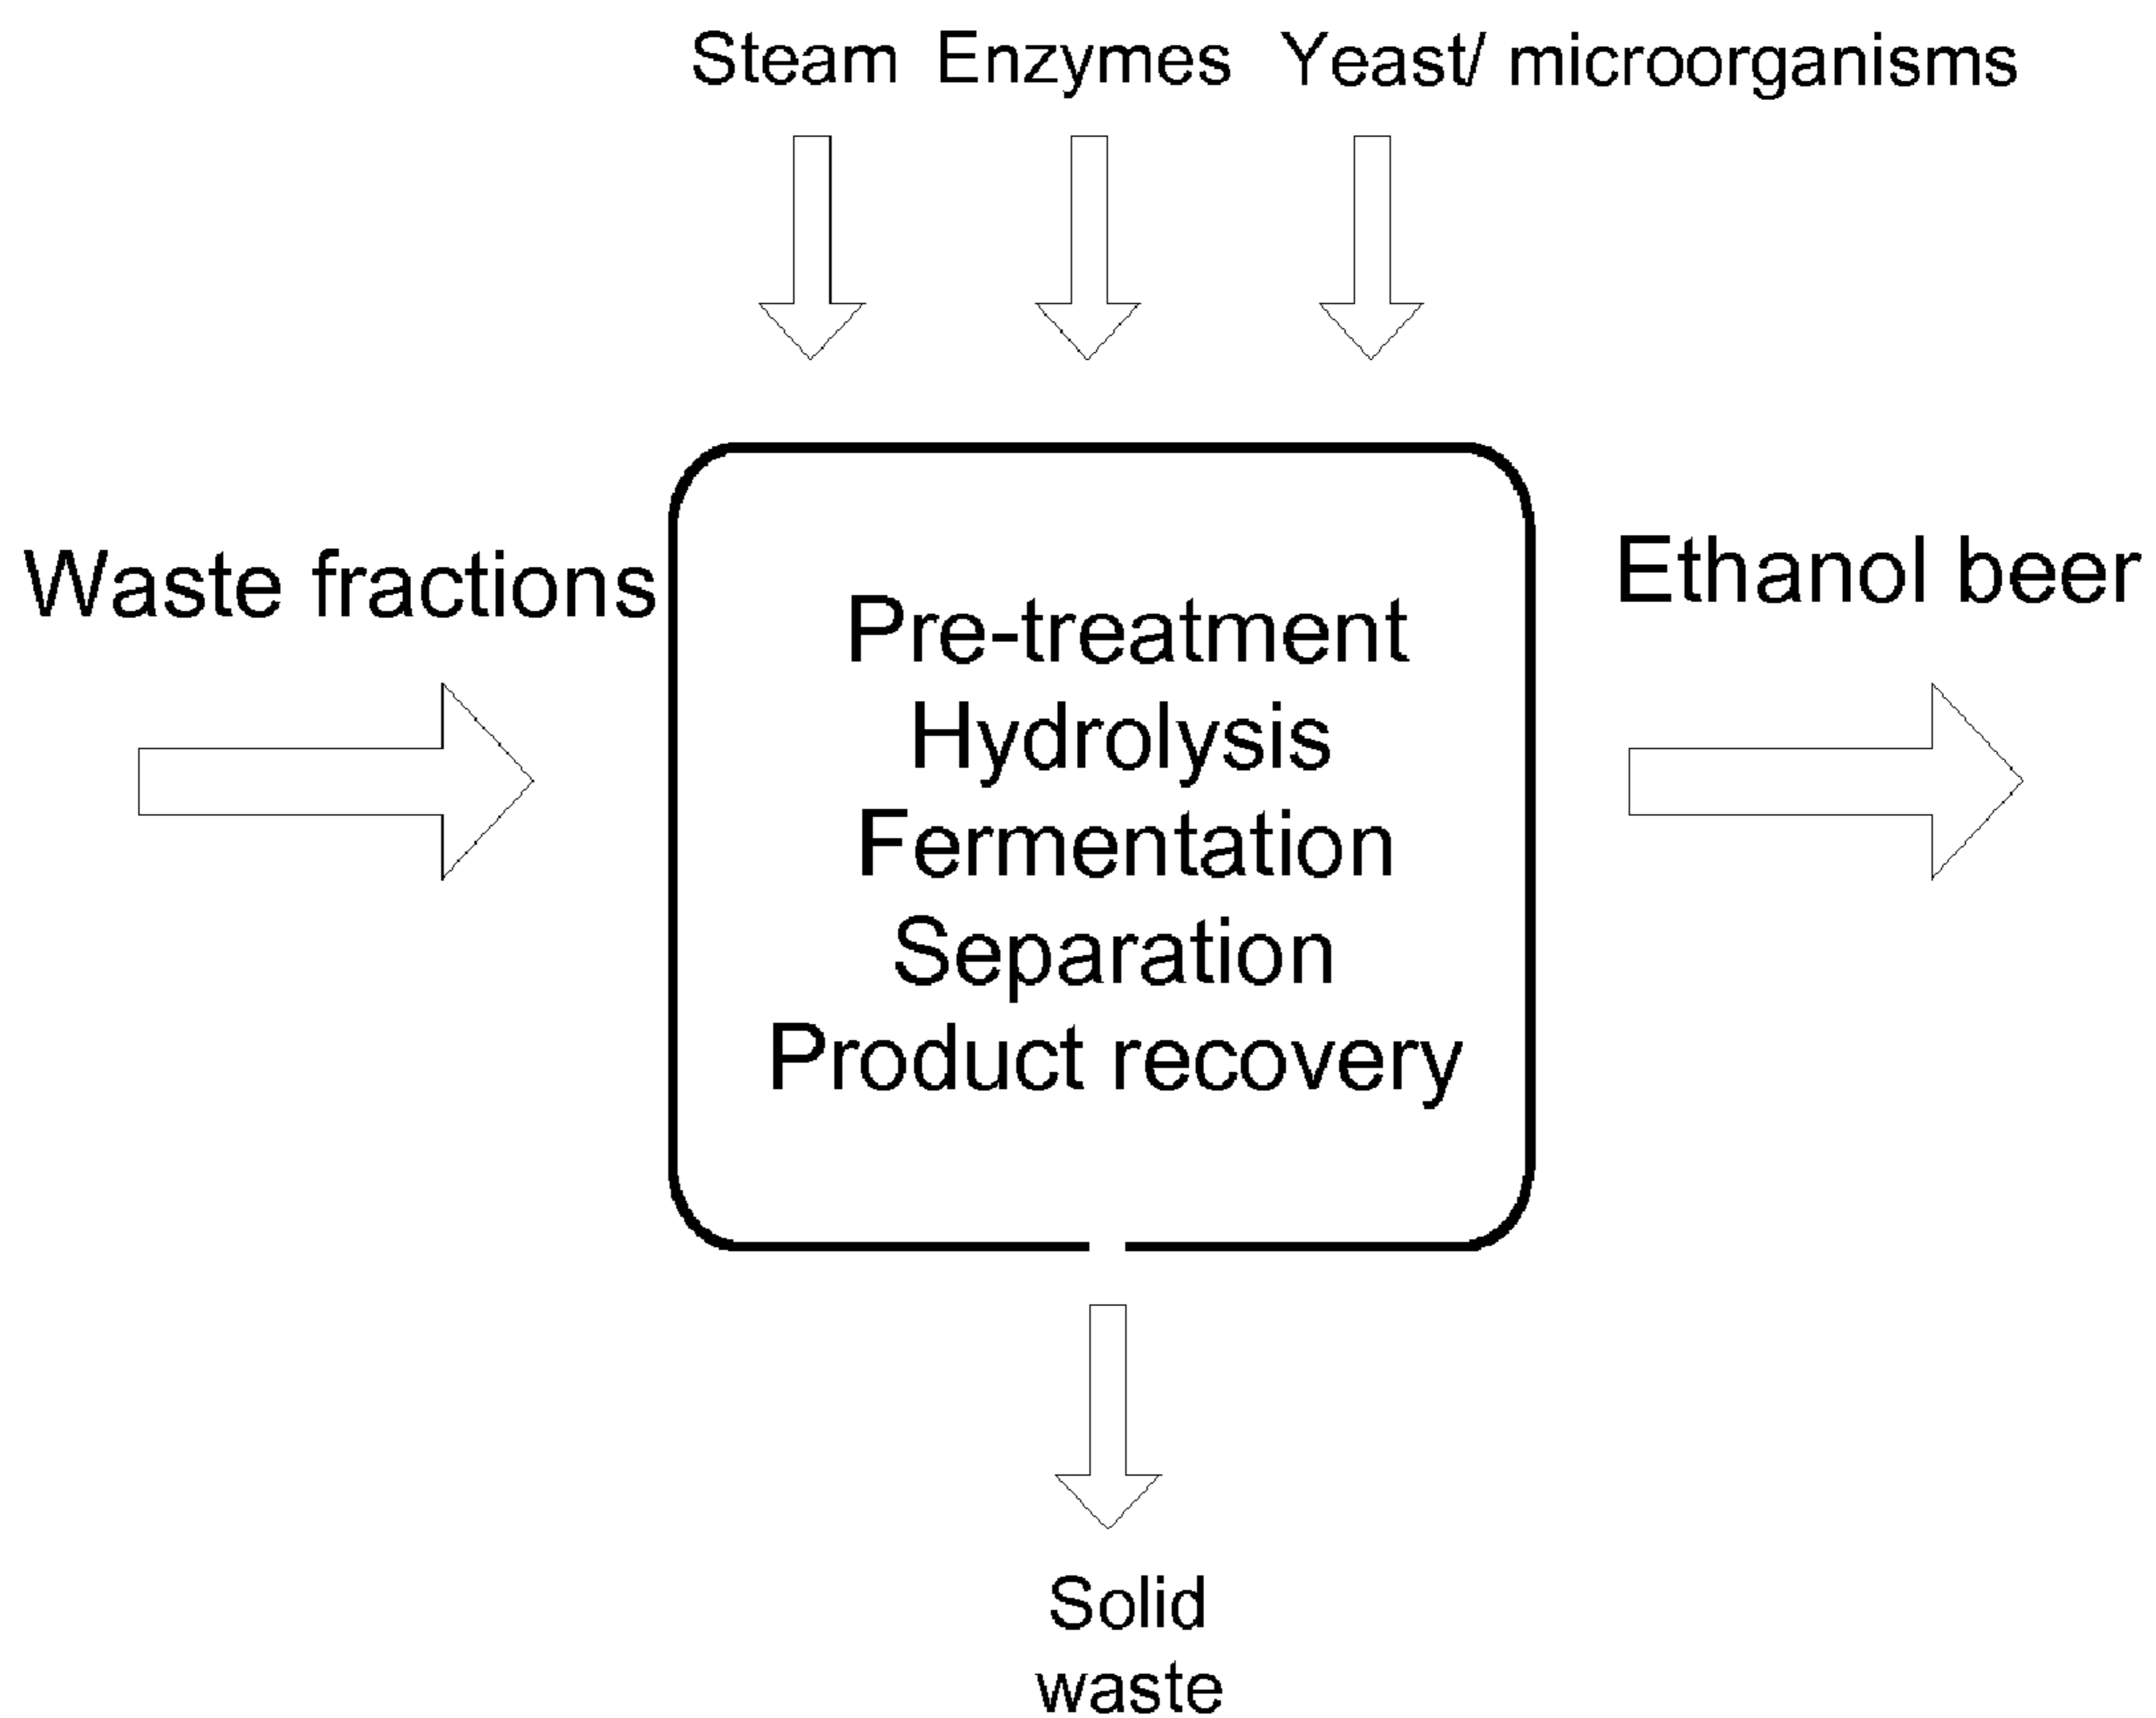 Steam Enzymes Yeast/ microorganisms
Waste fractions
Ethanol beer
Pre-treatment
Hydrolysis
Fermentation
Separation
Product recovery
Solid
waste